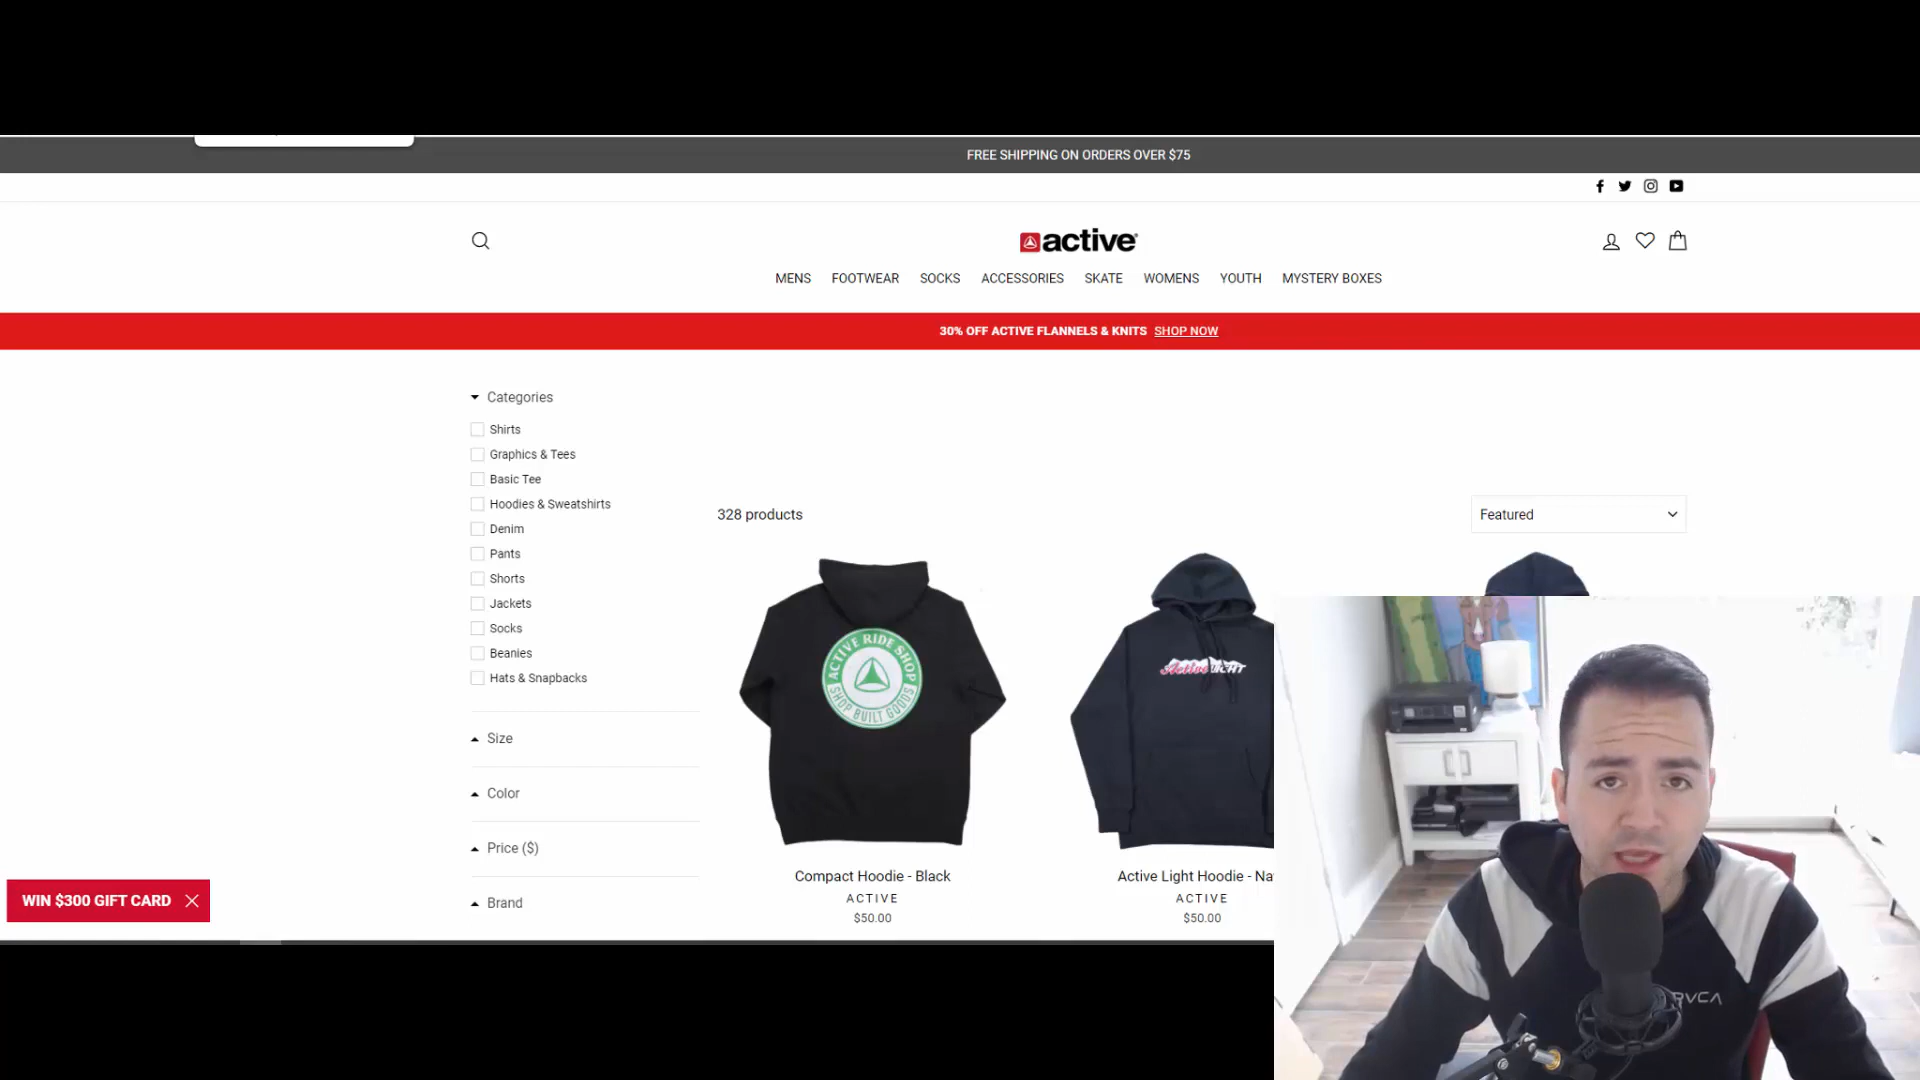 FREE SHIPPING ON ORDERS OVER $75
active
MENS FOOTWEAR SOCKS ACCESSORIES SKATE WOMENS YOUTH MYSTERY BOXES
30% OFF ACTIVE FLANNELS & KNITS SHOP NOW
Categories
Shirts
Graphics & Tees
Basic Tee
Hoodies & Sweatshirts
Denim
Pants
Shorts
Jackets
Socks
Beanies
Hats & Snapbacks
Size
Color
Price ($)
Brand
328 products
Featured
ACTIVE RIDE SHOP
SHOP BUILT GOODS
Active LIGHT
Compact Hoodie - Black
ACTIVE
$50.00
Active Light Hoodie - Na
ACTIVE
$50.00
WIN $300 GIFT CARD
RVCA